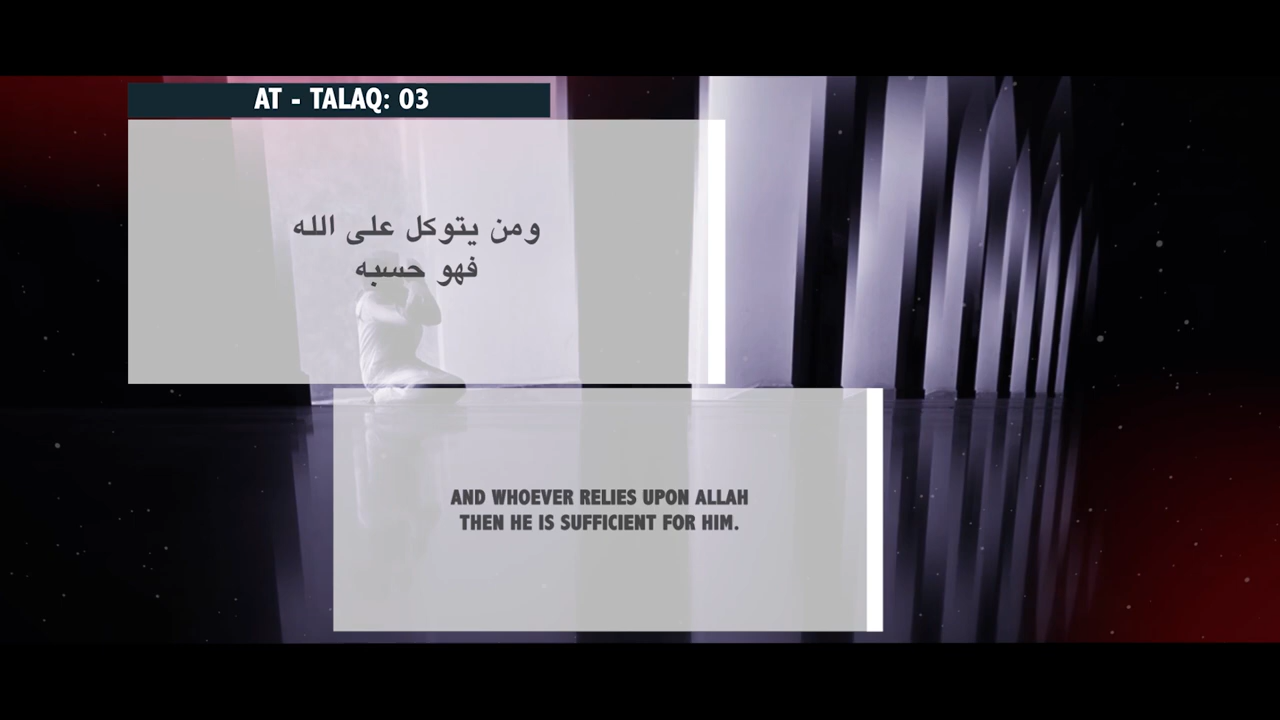 AT - TALAQ: 03
ومن يتوكل على الله
فهو حسبه
AND WHOEVER RELIES UPON ALLAH
THEN HE IS SUFFICIENT FOR HIM.